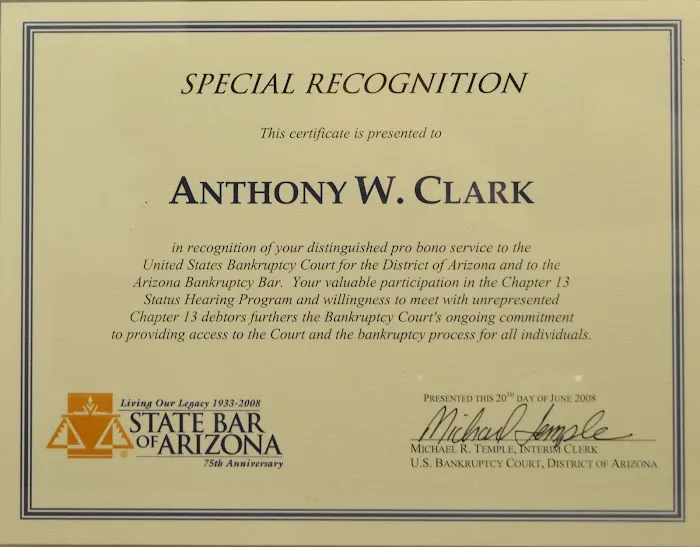 SPECIAL RECOGNITION
This certificate is presented to
ANTHONY W. CLARK
in recognition of your distinguished pro bono service to the
United States Bankruptcy Court for the District of Arizona and to the
Arizona Bankruptcy Bar. Your valuable participation in the Chapter 13
Status Hearing Program and willingness to meet with unrepresented
Chapter 13 debtors furthers the Bankruptcy Court's ongoing commitment
to providing access to the Court and the bankruptcy process for all individuals.
Living Our Legacy 1933-2008
STATE BAR
OF ARIZONA
®
75th Anniversary
PRESENTED THIS 20TH DAY OF JUNE 2008
Michael Temple
MICHAEL R. TEMPLE, INTERIM CLERK
U.S. BANKRUPTCY COURT, DISTRICT OF ARIZONA